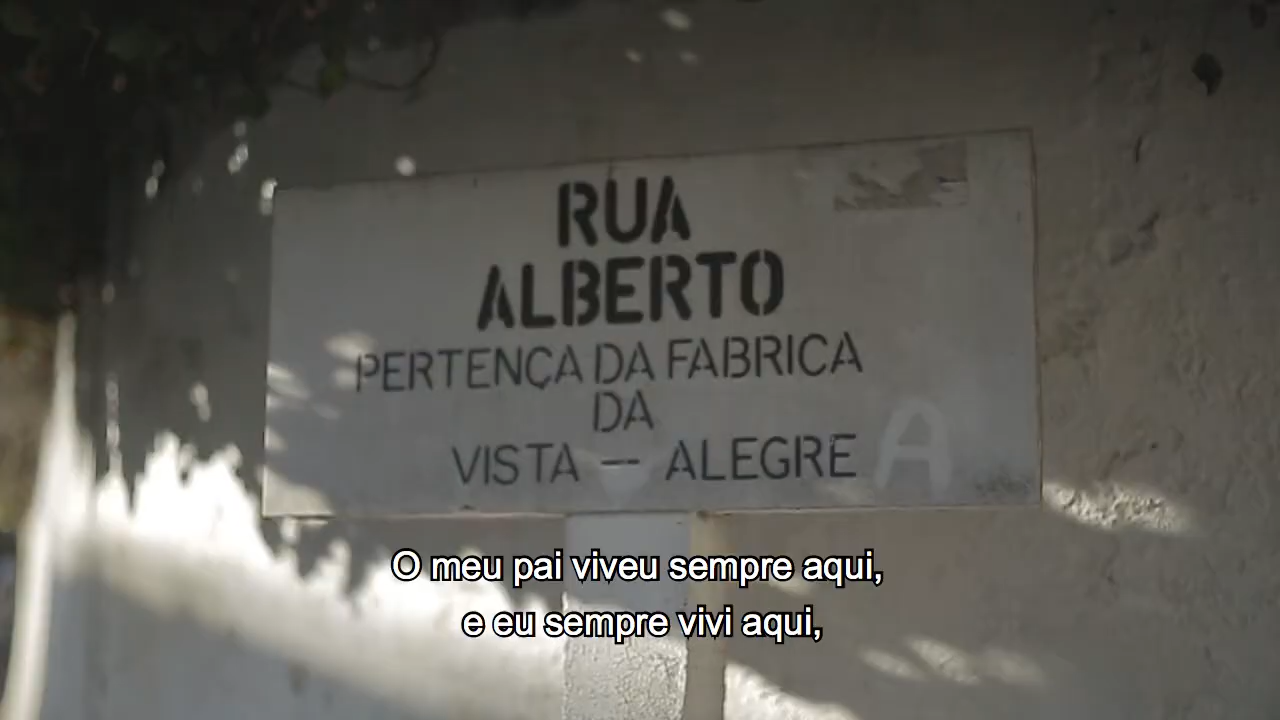 RUA
ALBERTO
PERTENÇA DA FABRICA
DA
VISTA — ALEGRE
A
O meu pai viveu sempre aqui,
e eu sempre vivi aqui,